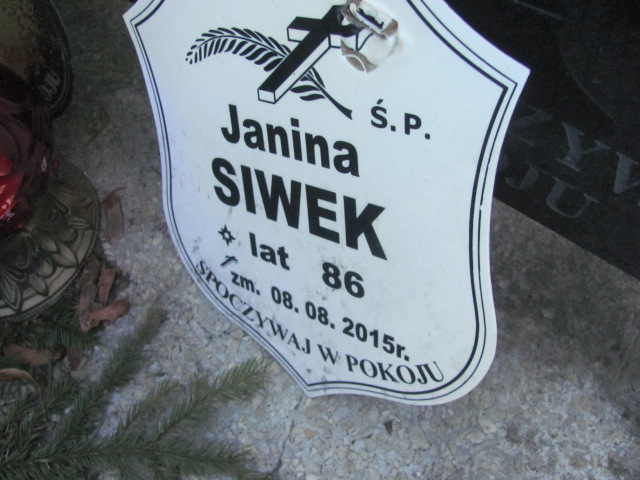 Ś.P.
Janina
SIWEK
lat 86
zm. 08.08.2015r.
SPOCZYWAJ W POKOJU